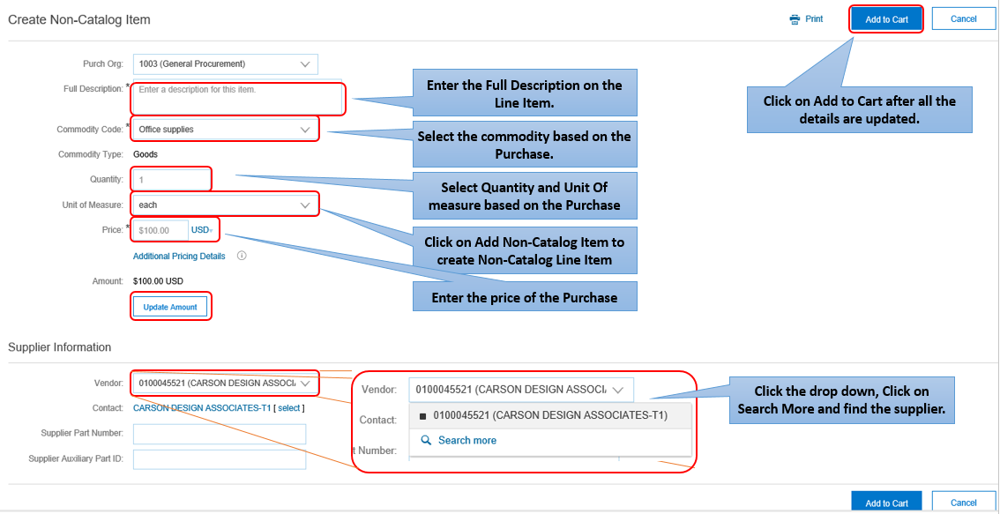 Create Non-Catalog Item
Print
Add to Cart
Cancel
Purch Org:
1003 (General Procurement)
Full Description:
*
Enter a description for this item.
Enter the Full Description on the
Line Item.
Click on Add to Cart after all the
details are updated.
Commodity Code:
*
Office supplies
Select the commodity based on the
Purchase.
Commodity Type:
Goods
Quantity:
1
Select Quantity and Unit Of
measure based on the Purchase
Unit of Measure:
each
Price:
*
$100.00
USD
Click on Add Non-Catalog Item to
create Non-Catalog Line Item
Additional Pricing Details
Amount:
$100.00 USD
Enter the price of the Purchase
Update Amount
Supplier Information
Vendor:
0100045521 (CARSON DESIGN ASSOCI
Contact:
CARSON DESIGN ASSOCIATES-T1 [ select ]
Supplier Part Number:
Supplier Auxiliary Part ID:
Vendor:
0100045521 (CARSON DESIGN ASSOCI
Contact:
0100045521 (CARSON DESIGN ASSOCIATES-T1)
Search more
t Number:
Click the drop down, Click on
Search More and find the supplier.
Add to Cart
Cancel